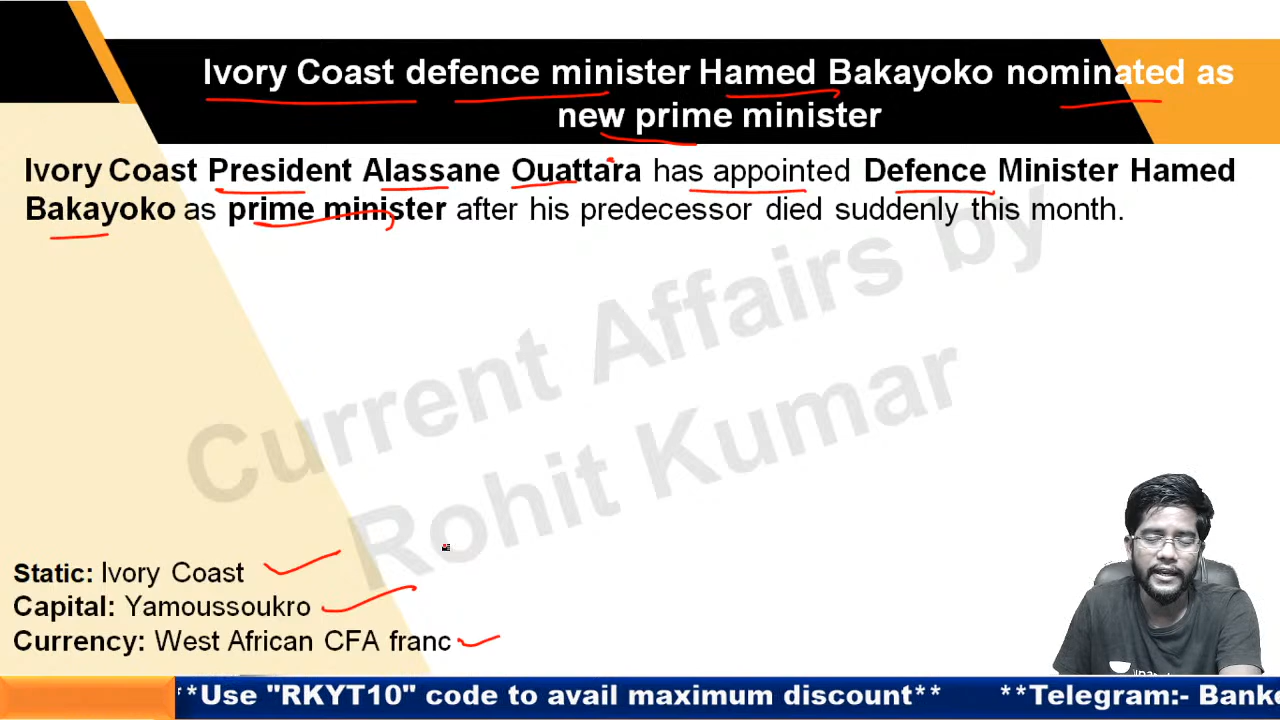 Ivory Coast defence minister Hamed Bakayoko nominated as
new prime minister
Ivory Coast President Alassane Ouattara has appointed Defence Minister Hamed
Bakayoko as prime minister after his predecessor died suddenly this month.
Current Affairs by
Rohit Kumar
Static: Ivory Coast
Capital: Yamoussoukro
Currency: West African CFA franc
**Use "RKYT10" code to avail maximum discount** **Telegram:- Banke